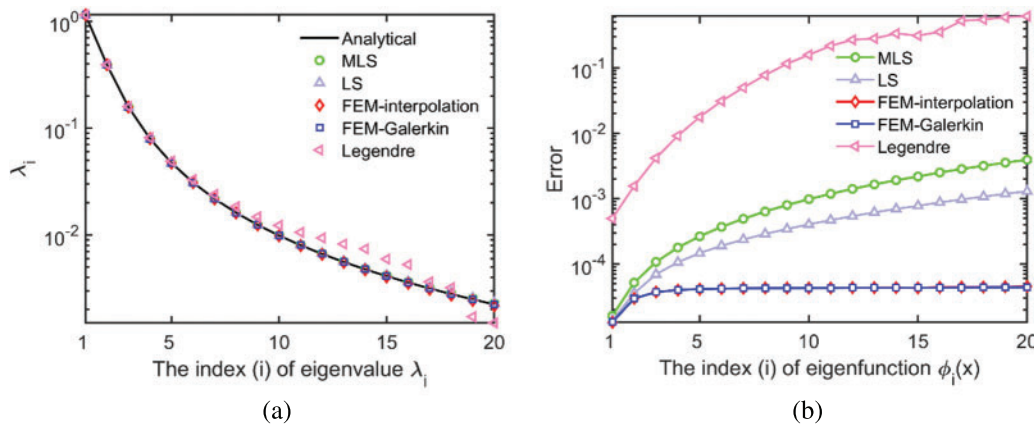 10^0
10^-1
10^-2
λ_i
Analytical
MLS
LS
FEM-interpolation
FEM-Galerkin
Legendre
1 5 10 15 20
The index (i) of eigenvalue λ_i
(a)
10^-1
10^-2
10^-3
10^-4
Error
MLS
LS
FEM-interpolation
FEM-Galerkin
Legendre
1 5 10 15 20
The index (i) of eigenfunction ϕ_i(x)
(b)